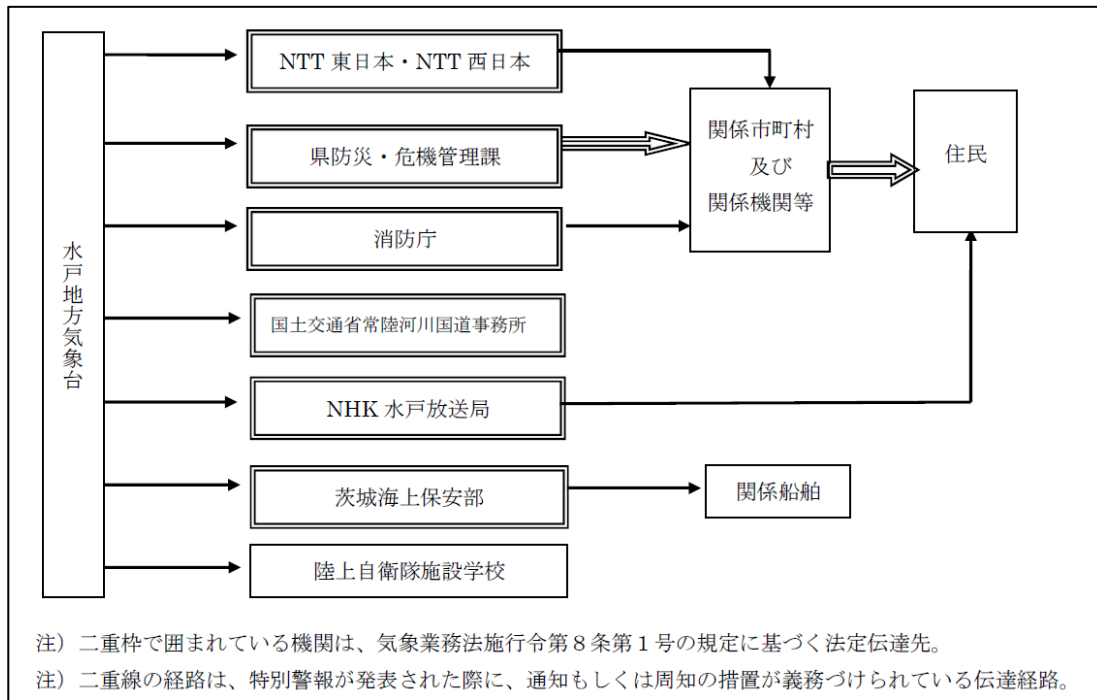 水戸地方気象台
NTT 東日本・NTT 西日本
県防災・危機管理課
消防庁
国土交通省常陸河川国道事務所
NHK 水戸放送局
茨城海上保安部
陸上自衛隊施設学校
関係市町村
及び
関係機関等
住民
関係船舶
注）二重枠で囲まれている機関は、気象業務法施行令第８条第１号の規定に基づく法定伝達先。
注）二重線の経路は、特別警報が発表された際に、通知もしくは周知の措置が義務づけられている伝達経路。